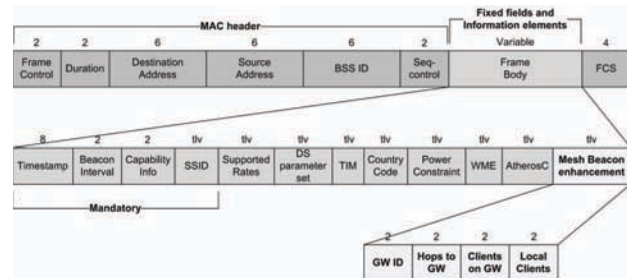 Fixed fields and
Information elements
MAC header
2 2 6 6 6 2 Variable 4
Frame Control Duration Destination Address Source Address BSS ID Seq-control Frame Body FCS
8 2 2 tlv tlv tlv tlv tlv tlv tlv tlv tlv
Timestamp Beacon Interval Capability Info SSID Supported Rates DS parameter set TIM Country Code Power Constraint WME AtherosC Mesh Beacon enhancement
Mandatory
2 2 2 2
GW ID Hops to GW Clients on GW Local Clients